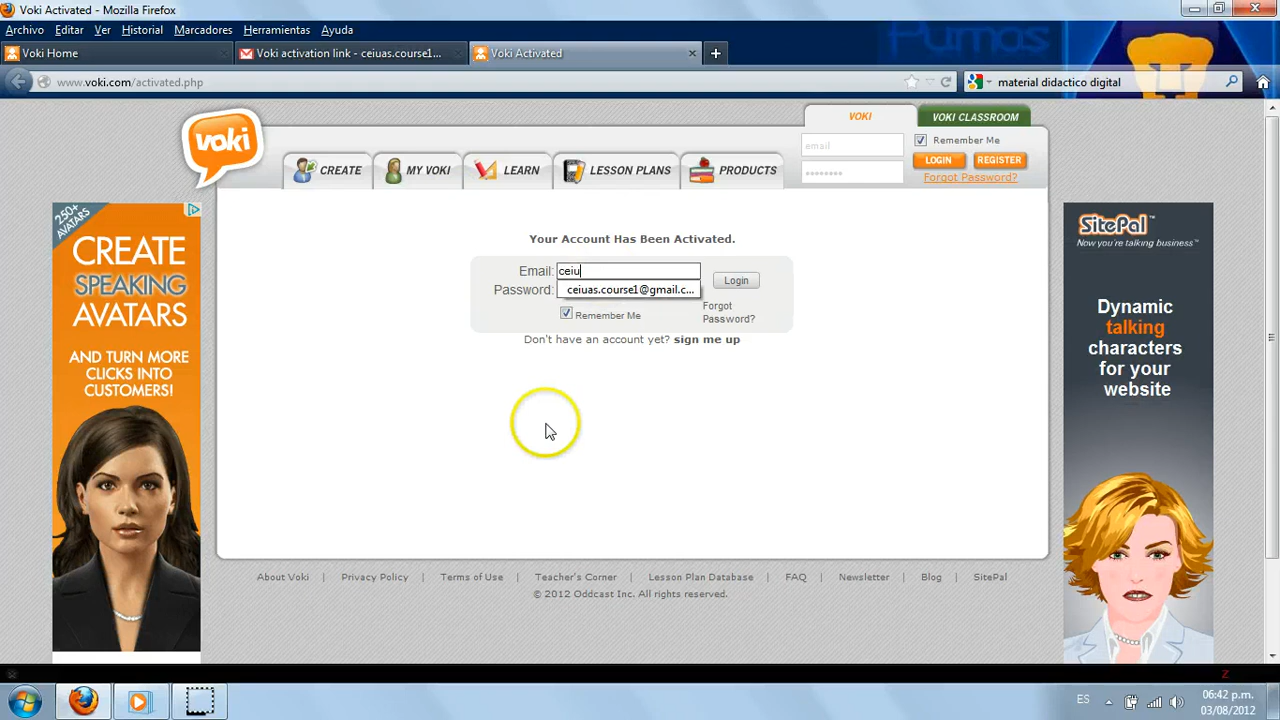 Voki Activated - Mozilla Firefox
Archivo Editar Ver Historial Marcadores Herramientas Ayuda
Pumas
Voki Home
Voki activation link - ceiuas.course1...
Voki Activated
www.voki.com/activated.php
material didactico digital
voki
VOKI
VOKI CLASSROOM
email
Remember Me
LOGIN
REGISTER
Forgot Password?
CREATE
MY VOKI
LEARN
LESSON PLANS
PRODUCTS
250+
AVATARS
CREATE
SPEAKING
AVATARS
AND TURN MORE
CLICKS INTO
CUSTOMERS!
Your Account Has Been Activated.
Email: ceiu
Password:
ceiuas.course1@gmail.c...
Login
Remember Me
Forgot
Password?
Don't have an account yet? sign me up
SitePal™
Now you're talking business™
Dynamic
talking
characters
for your
website
About Voki | Privacy Policy | Terms of Use | Teacher's Corner | Lesson Plan Database | FAQ | Newsletter | Blog | SitePal
© 2012 Oddcast Inc. All rights reserved.
Z
ES
06:42 p.m.
03/08/2012